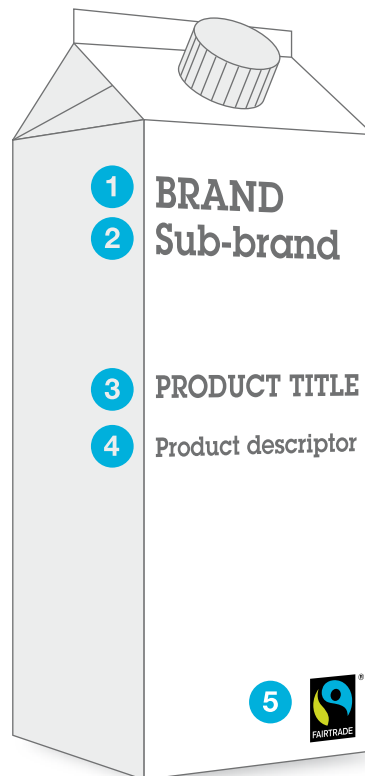 1 BRAND
2 Sub-brand
3 PRODUCT TITLE
4 Product descriptor
5
®
FAIRTRADE